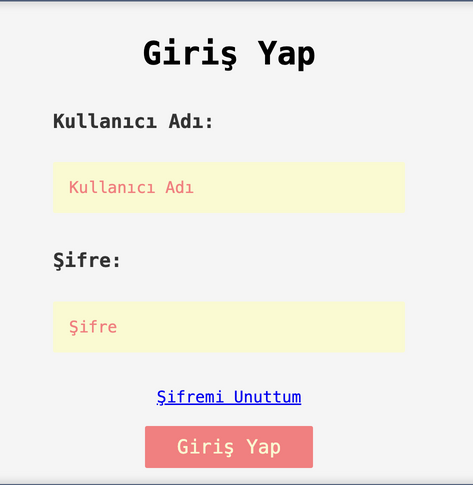 Giriş Yap
Kullanıcı Adı:
Kullanıcı Adı
Şifre:
Şifre
Şifremi Unuttum
Giriş Yap